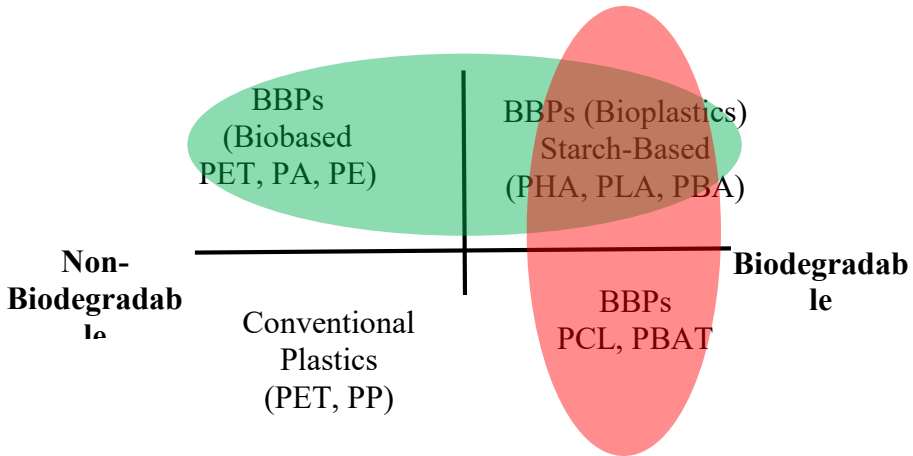 BBPs
(Biobased
PET, PA, PE)
BBPs (Bioplastics)
Starch-Based
(PHA, PLA, PBA)
Non-
Biodegradab
le
Biodegradab
le
Conventional
Plastics
(PET, PP)
BBPs
PCL, PBAT